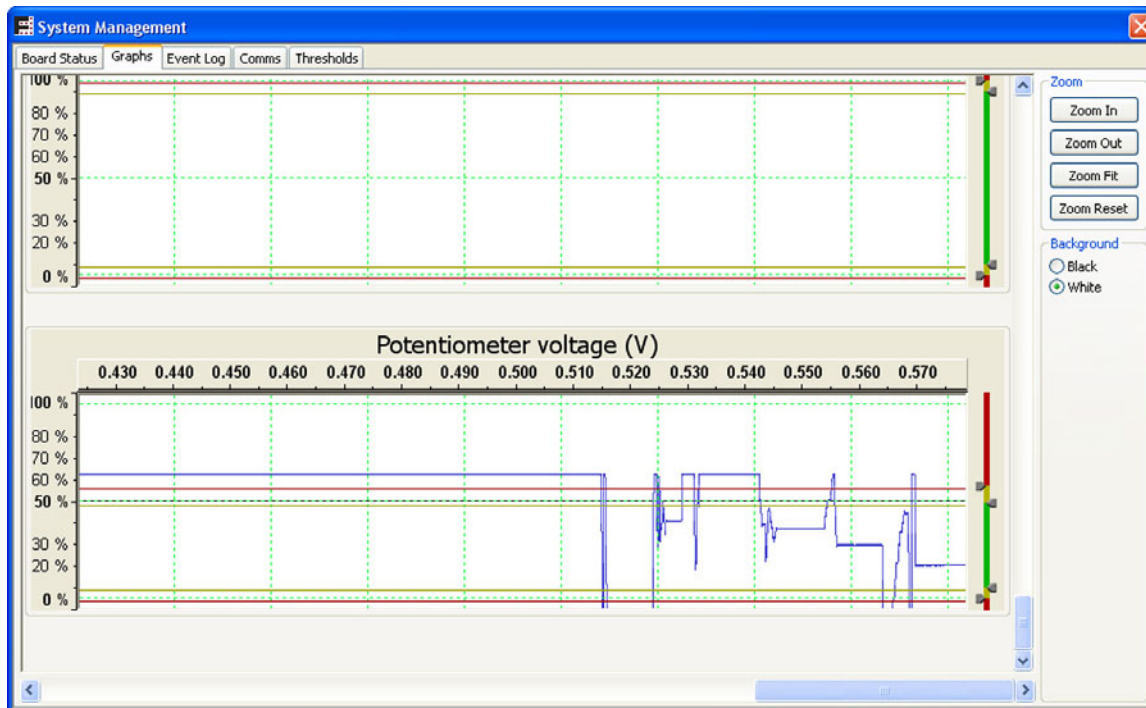 System Management
Board Status Graphs Event Log Comms Thresholds
100 %
80 %
70 %
60 %
50 %
30 %
20 %
0 %
Zoom
Zoom In
Zoom Out
Zoom Fit
Zoom Reset
Background
Black
White
Potentiometer voltage (V)
0.430 0.440 0.450 0.460 0.470 0.480 0.490 0.500 0.510 0.520 0.530 0.540 0.550 0.560 0.570
100 %
80 %
70 %
60 %
50 %
30 %
20 %
0 %